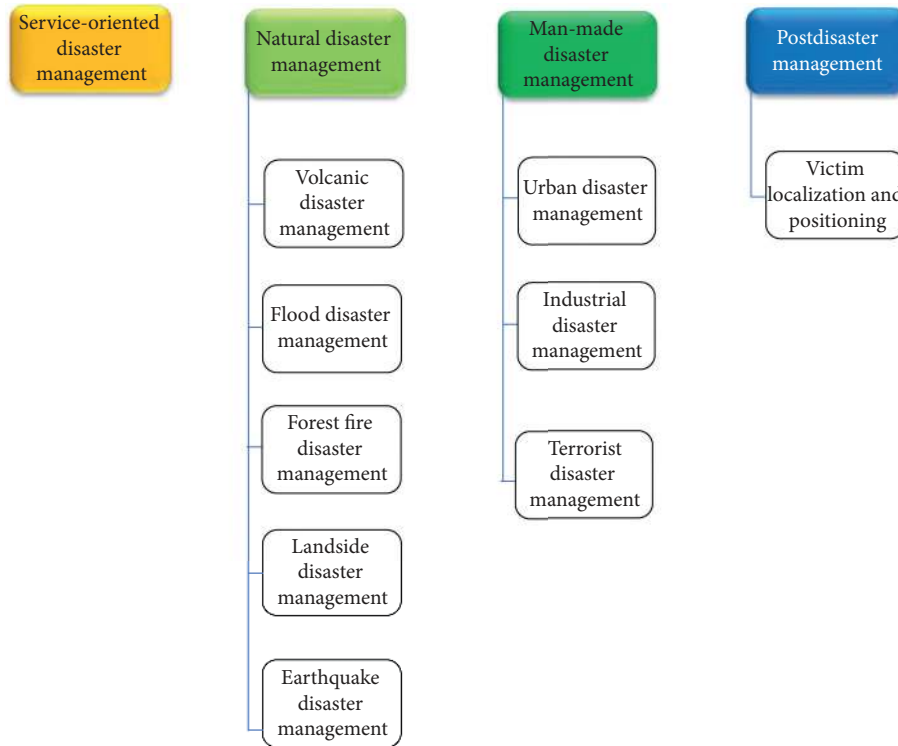 Service-oriented
disaster
management
Natural disaster
management
Volcanic
disaster
management
Flood disaster
management
Forest fire
disaster
management
Landside
disaster
management
Earthquake
disaster
management
Man-made
disaster
management
Urban disaster
management
Industrial
disaster
management
Terrorist
disaster
management
Postdisaster
management
Victim
localization and
positioning